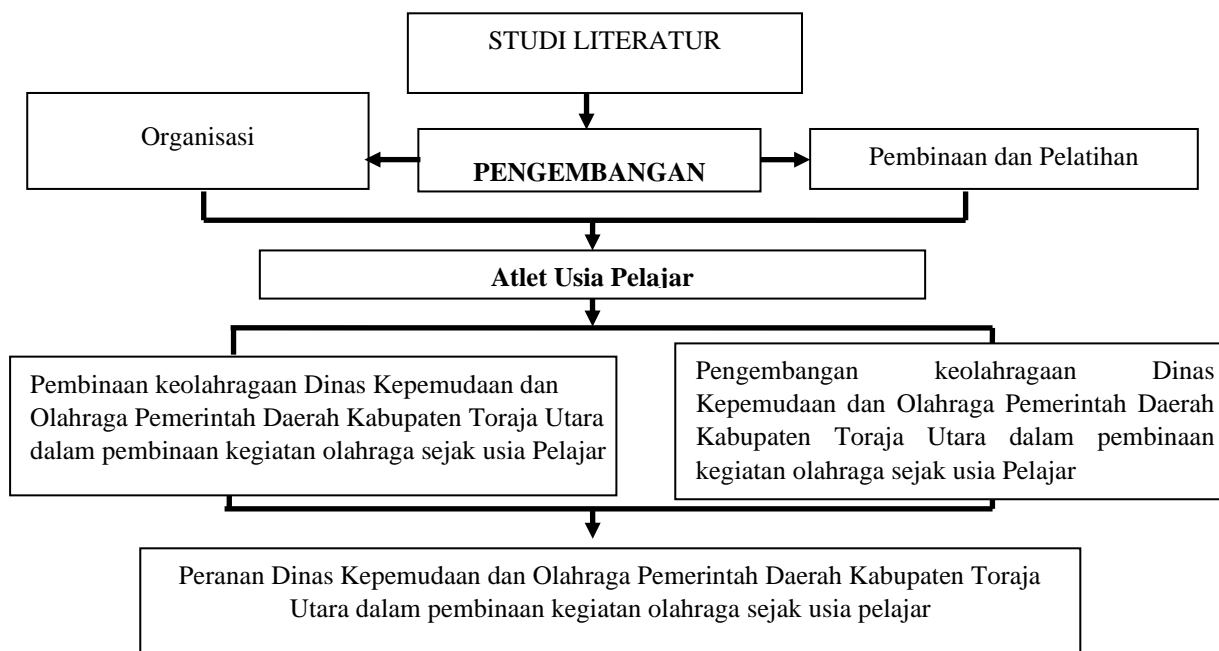 STUDI LITERATUR
Organisasi
PENGEMBANGAN
Pembinaan dan Pelatihan
Atlet Usia Pelajar
Pembinaan keolahragaan Dinas Kepemudaan dan
Olahraga Pemerintah Daerah Kabupaten Toraja Utara
dalam pembinaan kegiatan olahraga sejak usia Pelajar
Pengembangan keolahragaan Dinas
Kepemudaan dan Olahraga Pemerintah Daerah
Kabupaten Toraja Utara dalam pembinaan
kegiatan olahraga sejak usia Pelajar
Peranan Dinas Kepemudaan dan Olahraga Pemerintah Daerah Kabupaten Toraja
Utara dalam pembinaan kegiatan olahraga sejak usia pelajar